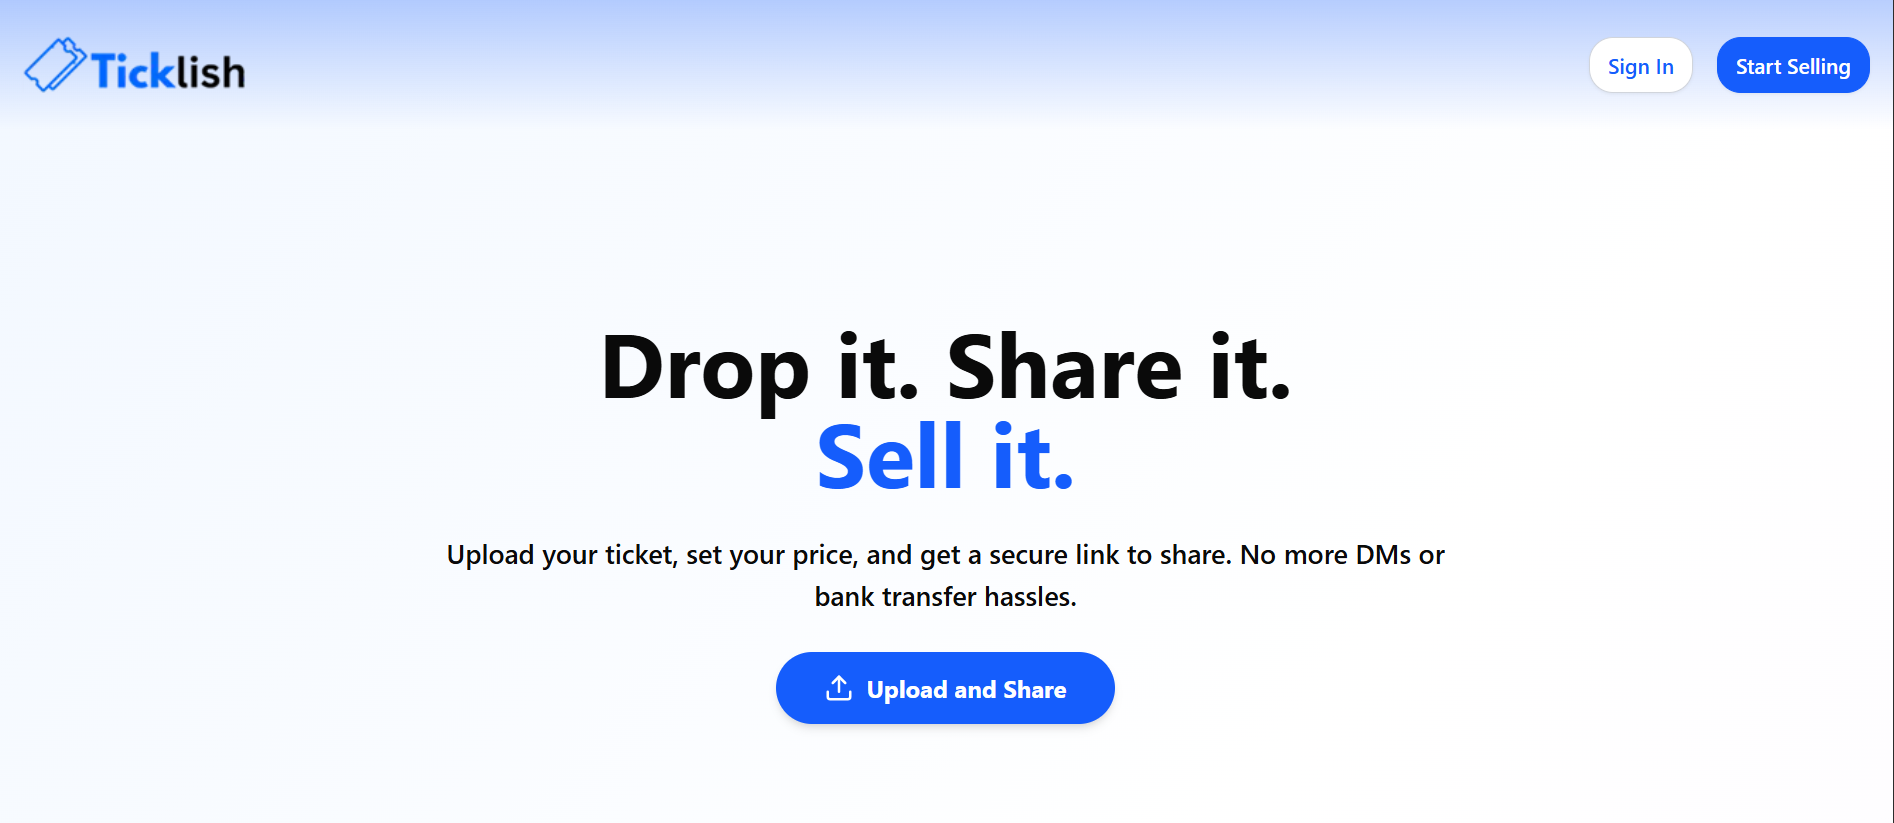 Ticklish
Sign In
Start Selling
Drop it. Share it.
Sell it.
Upload your ticket, set your price, and get a secure link to share. No more DMs or
bank transfer hassles.
Upload and Share